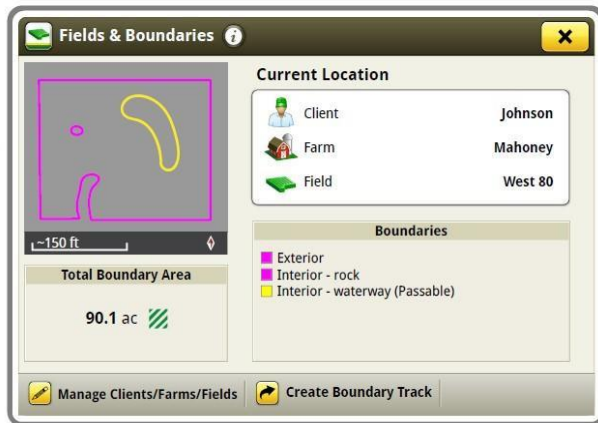 Fields & Boundaries i
Current Location
Client Johnson
Farm Mahoney
Field West 80
~150 ft
Boundaries
Exterior
Interior - rock
Interior - waterway (Passable)
Total Boundary Area
90.1 ac
Manage Clients/Farms/Fields
Create Boundary Track